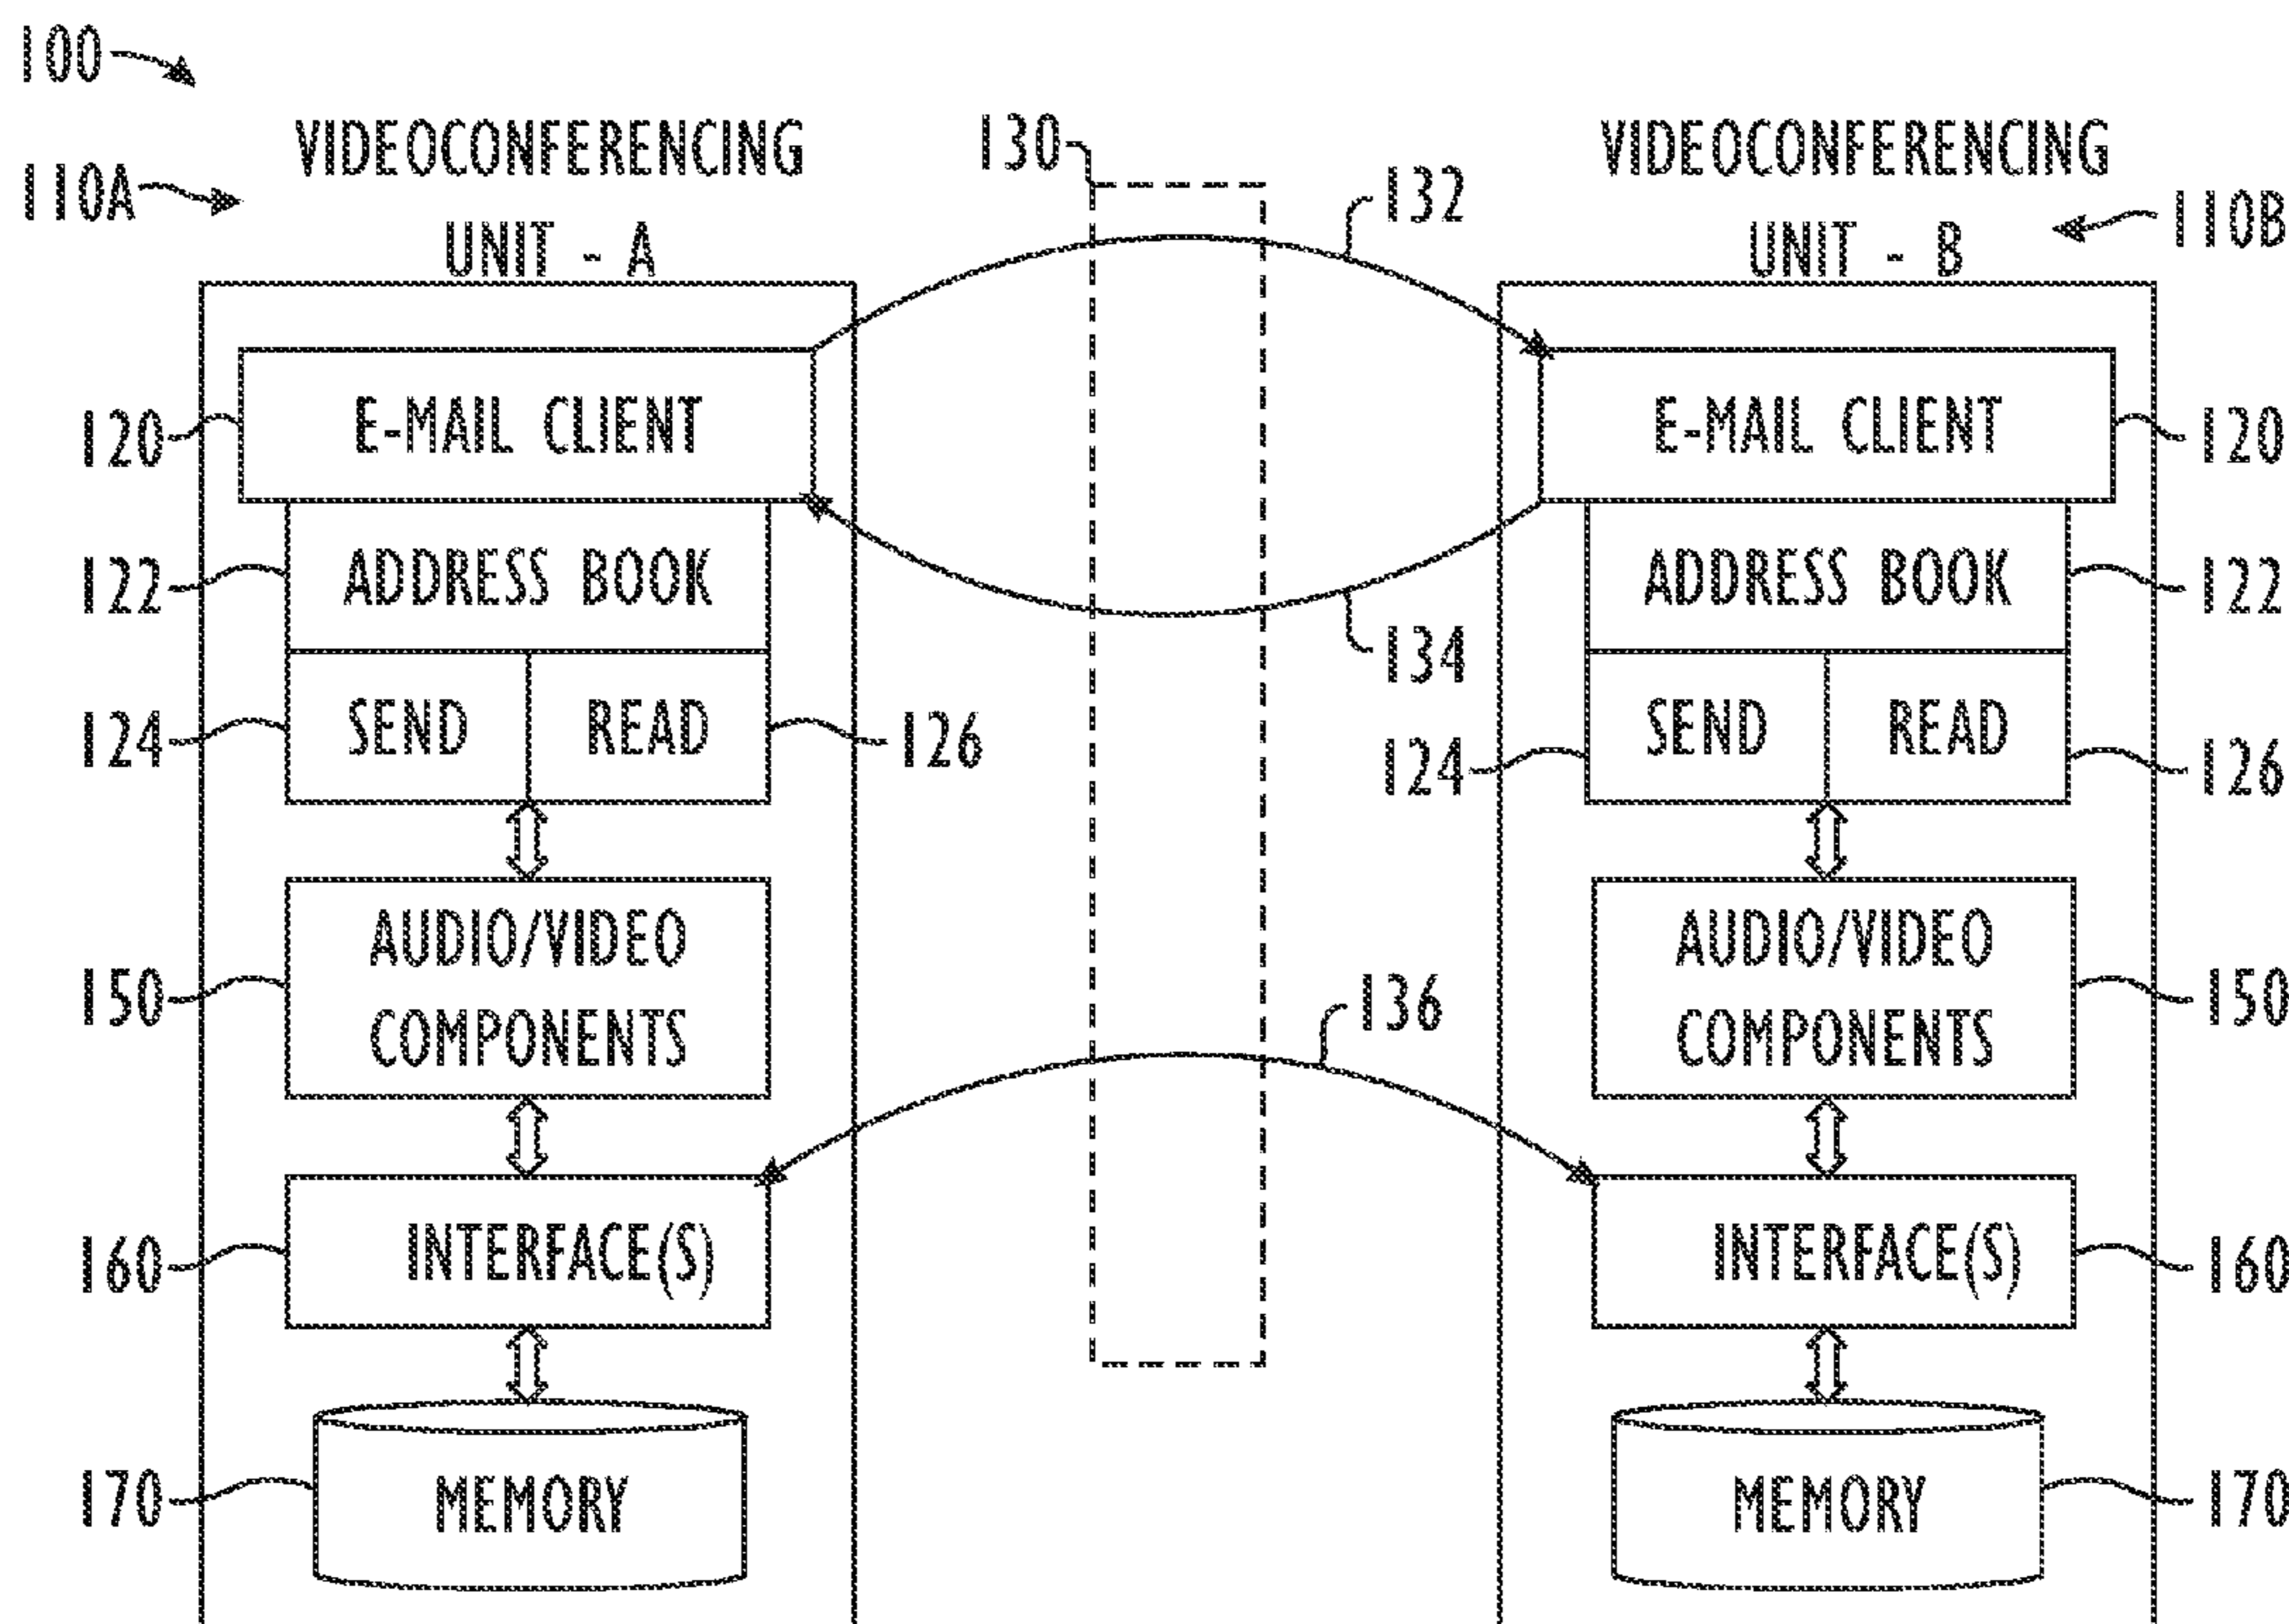 100
110A
VIDEOCONFERENCING
UNIT - A
130
132
VIDEOCONFERENCING
UNIT - B
110B
120
E-MAIL CLIENT
E-MAIL CLIENT
120
122
ADDRESS BOOK
134
ADDRESS BOOK
122
124
SEND
READ
126
124
SEND
READ
126
150
AUDIO/VIDEO
COMPONENTS
136
AUDIO/VIDEO
COMPONENTS
150
160
INTERFACE(S)
INTERFACE(S)
160
170
MEMORY
MEMORY
170